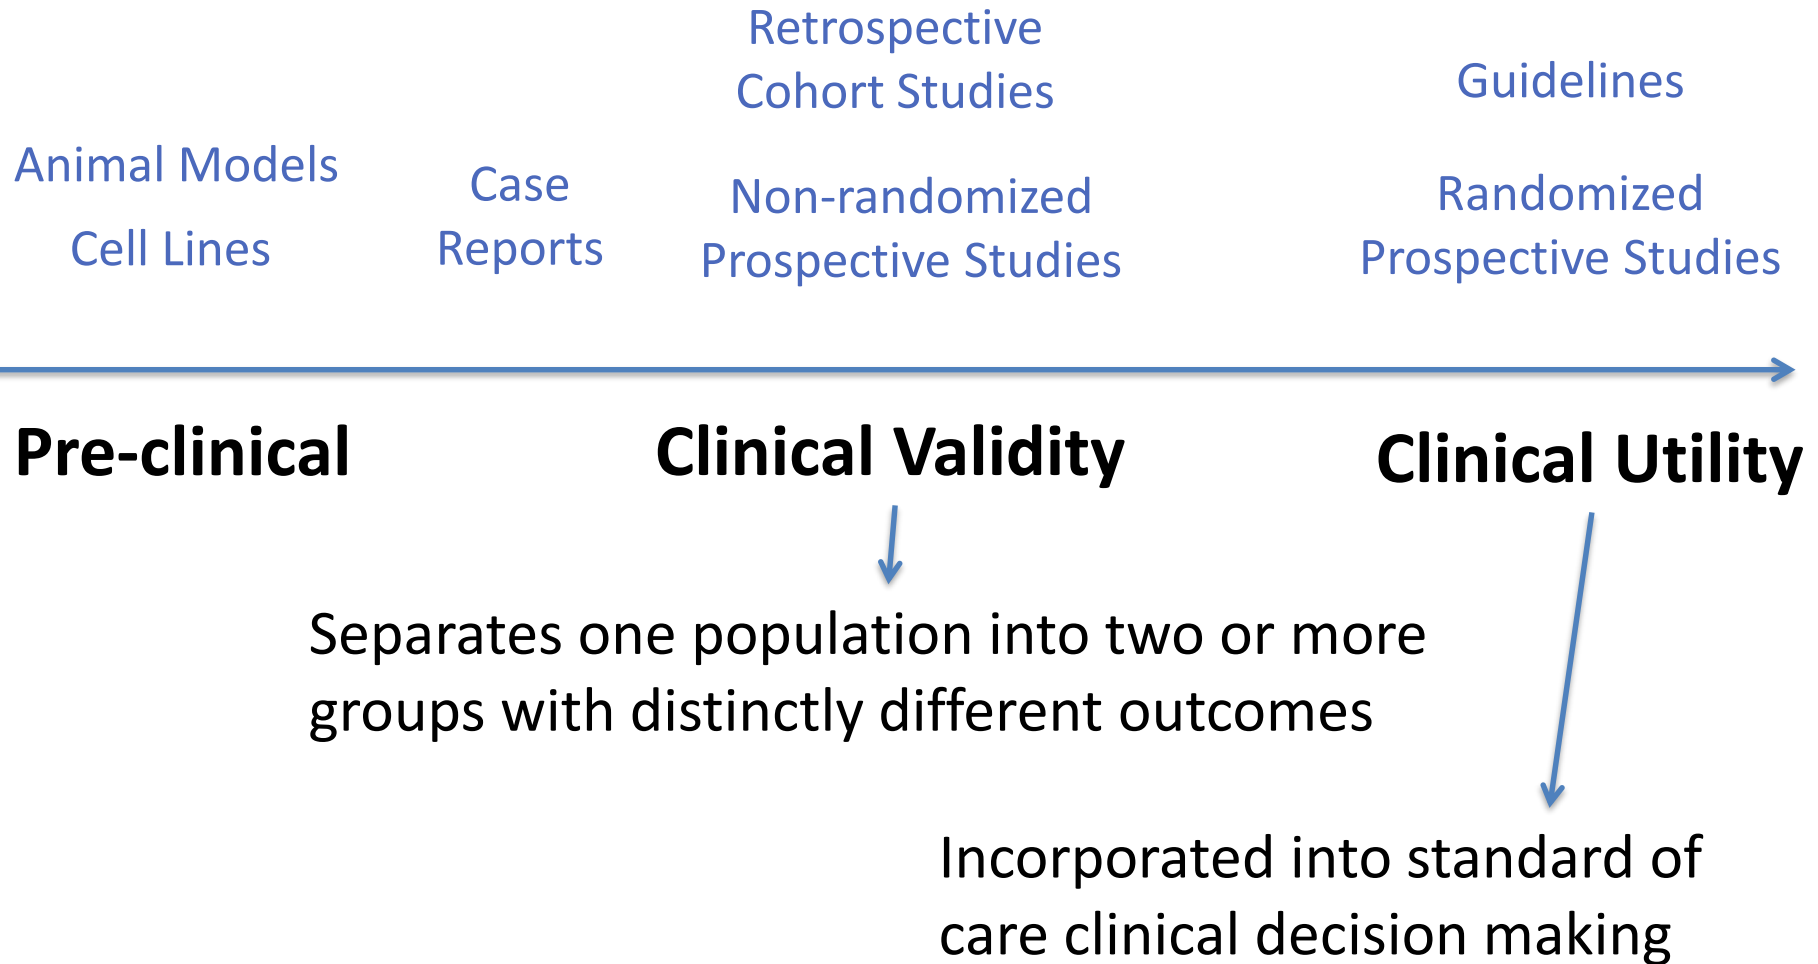 Animal Models
Cell Lines
Case
Reports
Retrospective
Cohort Studies
Non-randomized
Prospective Studies
Guidelines
Randomized
Prospective Studies
Pre-clinical
Clinical Validity
Clinical Utility
Separates one population into two or more
groups with distinctly different outcomes
Incorporated into standard of
care clinical decision making